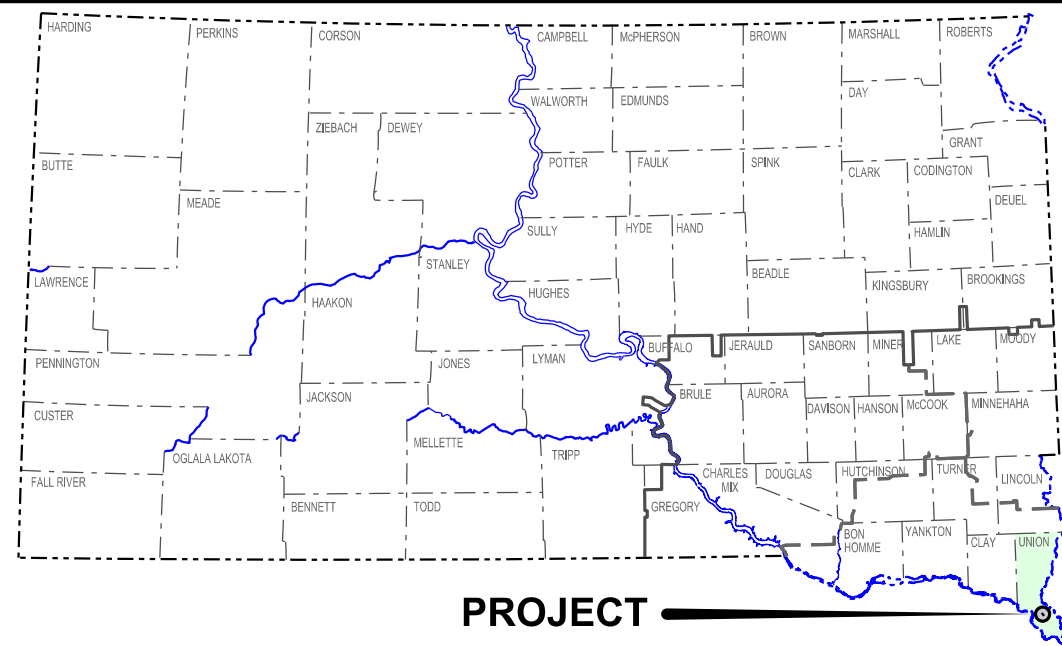 HARDING
PERKINS
CORSON
CAMPBELL
McPHERSON
BROWN
MARSHALL
ROBERTS
WALWORTH
EDMUNDS
DAY
ZIEBACH
DEWEY
GRANT
BUTTE
POTTER
FAULK
SPINK
CLARK
CODINGTON
MEADE
DEUEL
SULLY
HYDE
HAND
HAMLIN
STANLEY
BEADLE
LAWRENCE
HUGHES
KINGSBURY
BROOKINGS
HAAKON
PENNINGTON
JONES
LYMAN
BUFFALO
JERAULD
SANBORN
MINER
LAKE
MOODY
JACKSON
BRULE
AURORA
CUSTER
DAVISON
HANSON
McCOOK
MINNEHAHA
MELLETTE
OGLALA LAKOTA
TRIPP
FALL RIVER
CHARLES
MIX
DOUGLAS
HUTCHINSON
TURNER
LINCOLN
BENNETT
TODD
GREGORY
BON
HOMME
YANKTON
CLAY
UNION
PROJECT